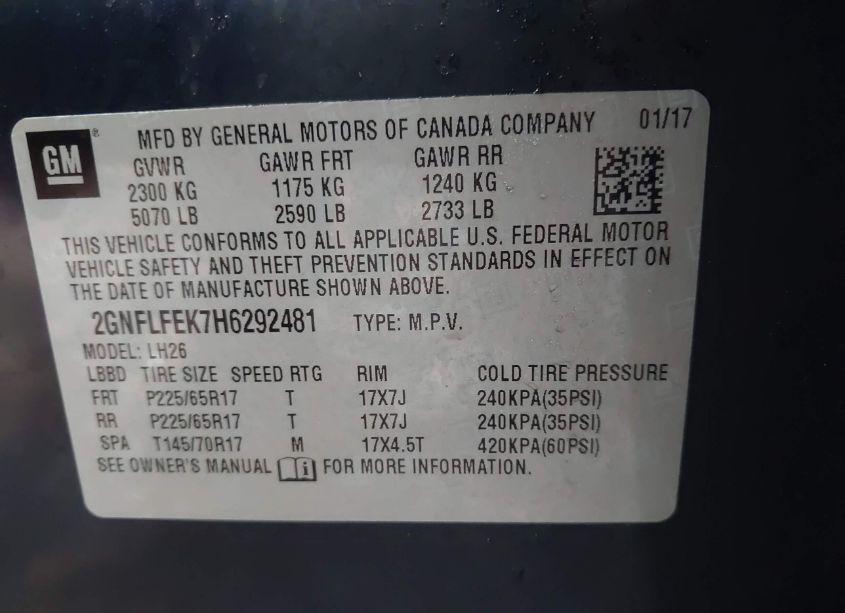 GM ® MFD BY GENERAL MOTORS OF CANADA COMPANY 01/17
GVWR GAWR FRT GAWR RR
2300 KG 1175 KG 1240 KG
5070 LB 2590 LB 2733 LB
THIS VEHICLE CONFORMS TO ALL APPLICABLE U.S. FEDERAL MOTOR
VEHICLE SAFETY AND THEFT PREVENTION STANDARDS IN EFFECT ON
THE DATE OF MANUFACTURE SHOWN ABOVE.
2GNFLFEK7H6292481 TYPE: M.P.V.
MODEL: LH26
LBBD TIRE SIZE SPEED RTG RIM COLD TIRE PRESSURE
FRT P225/65R17 T 17X7J 240KPA(35PSI)
RR P225/65R17 T 17X7J 240KPA(35PSI)
SPA T145/70R17 M 17X4.5T 420KPA(60PSI)
SEE OWNER'S MANUAL i FOR MORE INFORMATION.